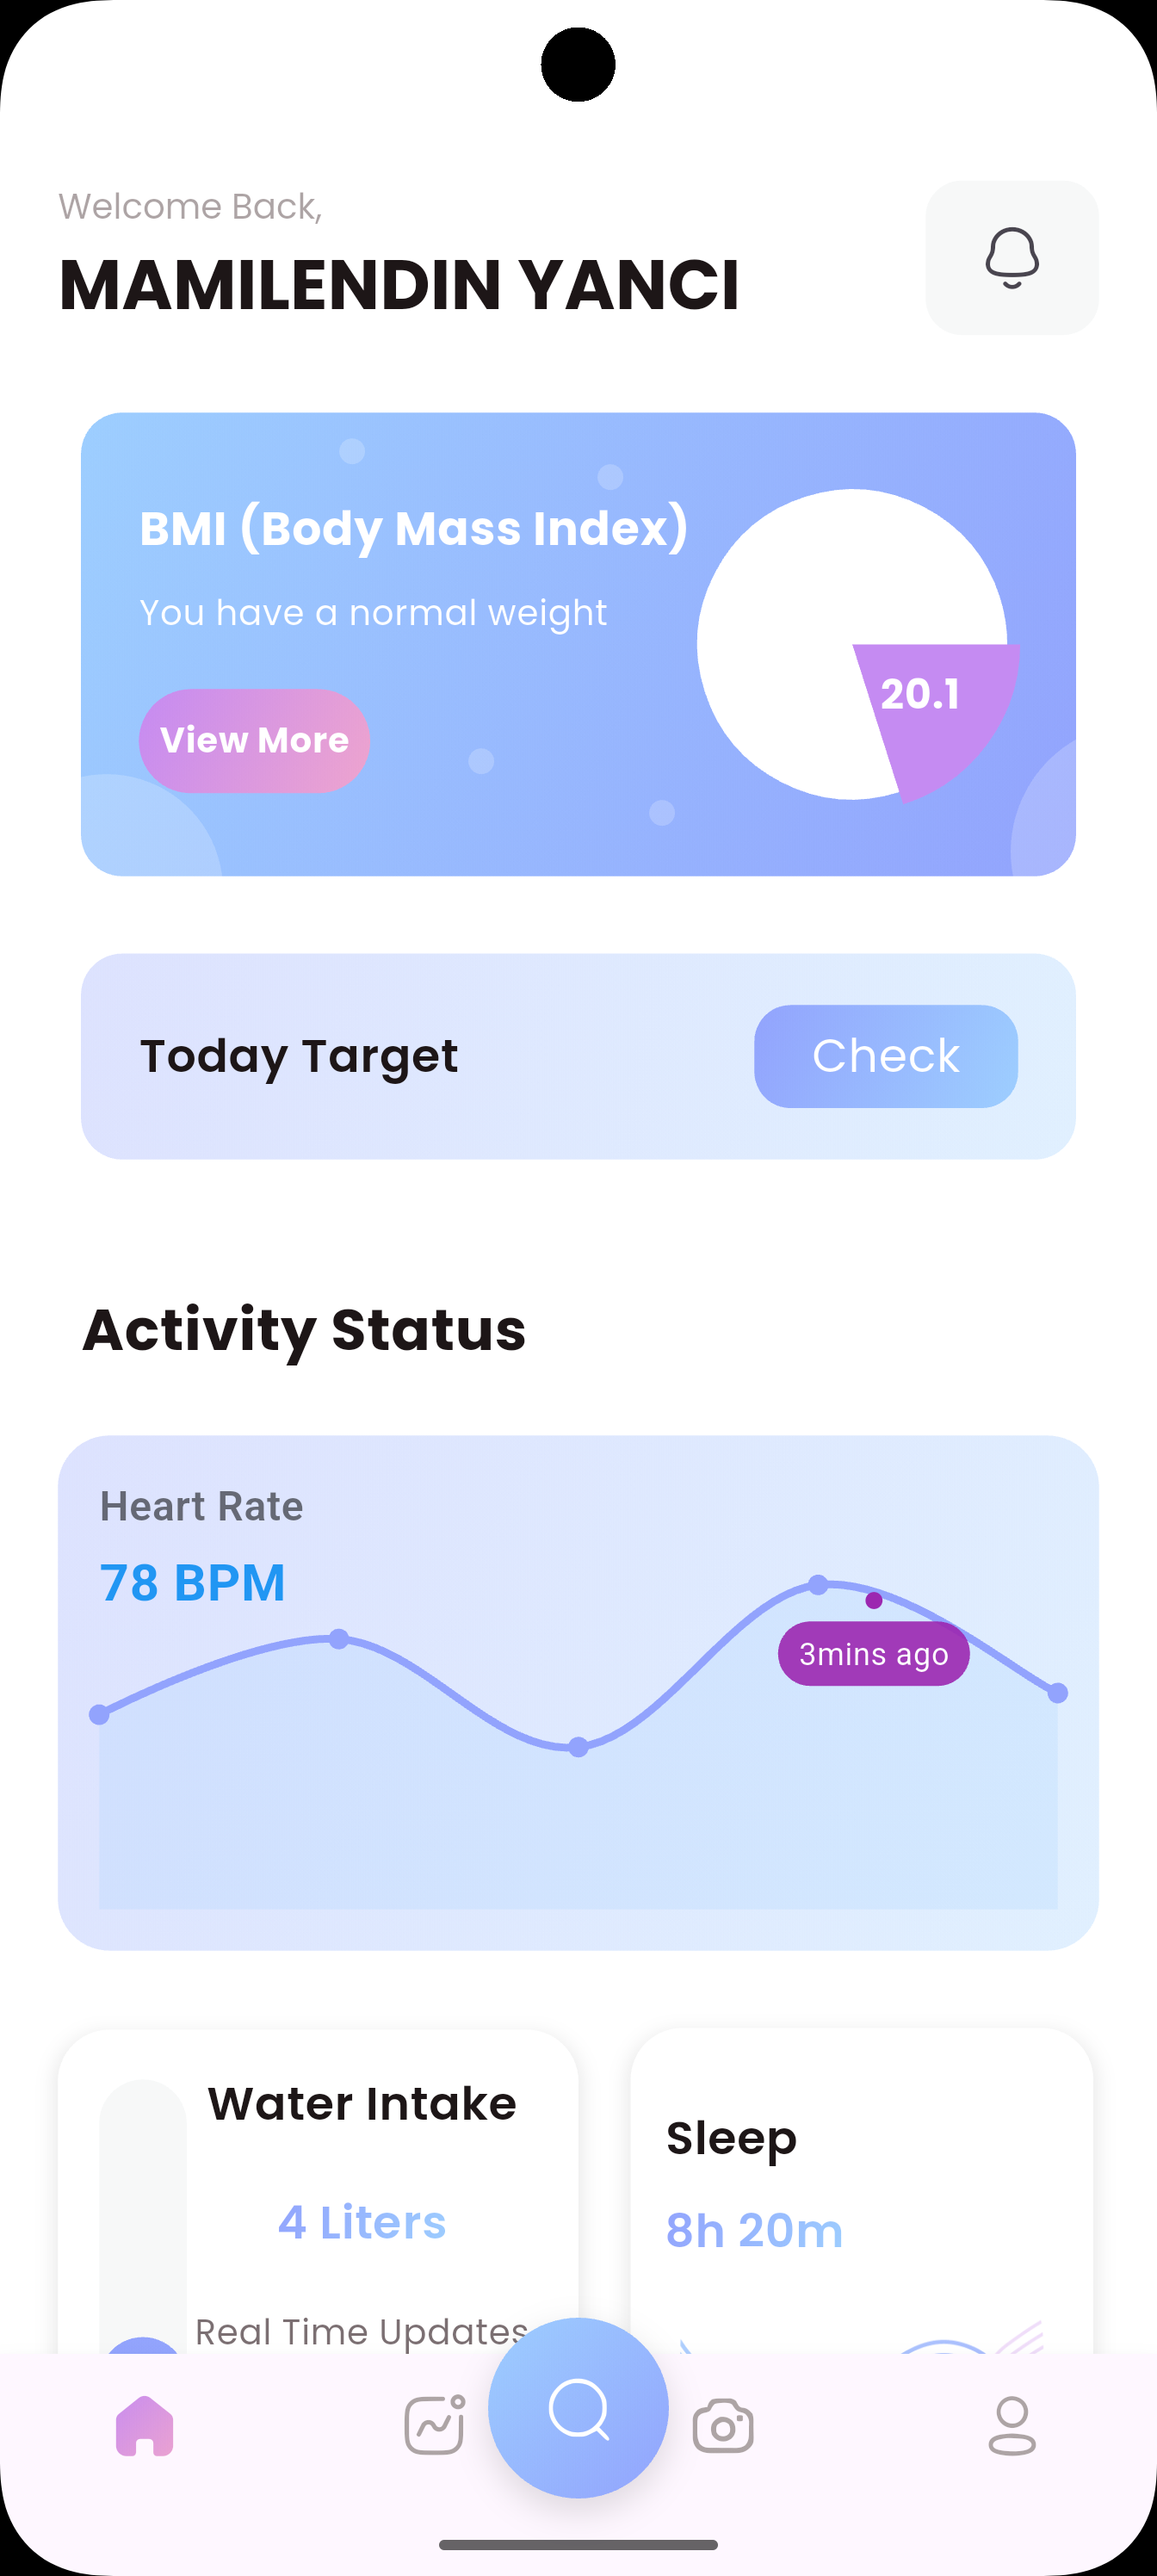 Welcome Back,
MAMILENDIN YANCI
BMI (Body Mass Index)
You have a normal weight
20.1
View More
Today Target
Check
Activity Status
Heart Rate
78 BPM
3mins ago
Water Intake
4 Liters
Real Time Updates
Sleep
8h 20m